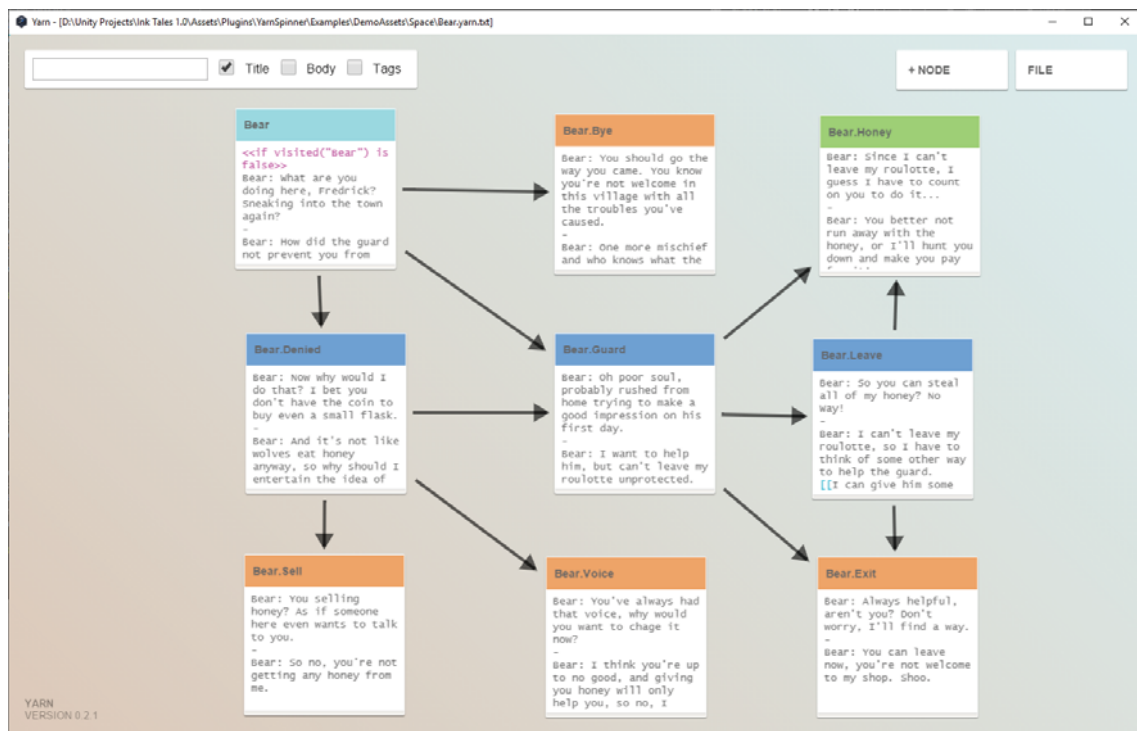 Yarn - [D:\Unity Projects\Ink Tales 1.0\Assets\Plugins\YarnSpinner\Examples\DemoAssets\Space\Bear.yarn.txt]
Title Body Tags
+ NODE
FILE
Bear
<<if visited("Bear") is
false>>
Bear: What are you
doing here, Fredrick?
Sneaking into the town
again?
-
Bear: How did the guard
not prevent you from
Bear.Bye
Bear: You should go the
way you came. You know
you're not welcome in
this village with all
the troubles you've
caused.
-
Bear: One more mischief
and who knows what the
Bear.Honey
Bear: Since I can't
leave my roulotte, I
guess I have to count
on you to do it...
-
Bear: You better not
run away with the
honey, or I'll hunt you
down and make you pay
Bear.Denied
Bear: Now why would I
do that? I bet you
don't have the coin to
buy even a small flask.
-
Bear: And it's not like
wolves eat honey
anyway, so why should I
entertain the idea of
Bear.Guard
Bear: Oh poor soul,
probably rushed from
home trying to make a
good impression on his
first day.
-
Bear: I want to help
him, but can't leave my
roulotte unprotected.
Bear.Leave
Bear: So you can steal
all of my honey? No
way!
-
Bear: I can't leave my
roulotte, so I have to
think of some other way
to help the guard.
[[I can give him some
Bear.Sell
Bear: You selling
honey? As if someone
here even wants to talk
to you.
-
Bear: So no, you're not
getting any honey from
me.
Bear.Voice
Bear: You've always had
that voice, why would
you want to chage it
now?
-
Bear: I think you're up
to no good, and giving
you honey will only
help you, so no, I
Bear.Exit
Bear: Always helpful,
aren't you? Don't
worry, I'll find a way.
-
Bear: You can leave
now, you're not welcome
to my shop. Shoo.
YARN
VERSION 0.2.1